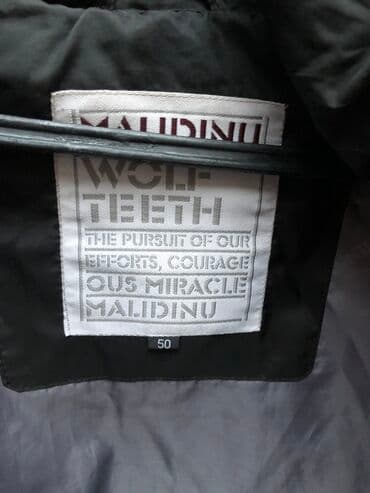 MALIDINU
WOLF
TEETH
THE PURSUIT OF OUR
EFFORTS, COURAGE
OUS MIRACLE
MALIDINU
50